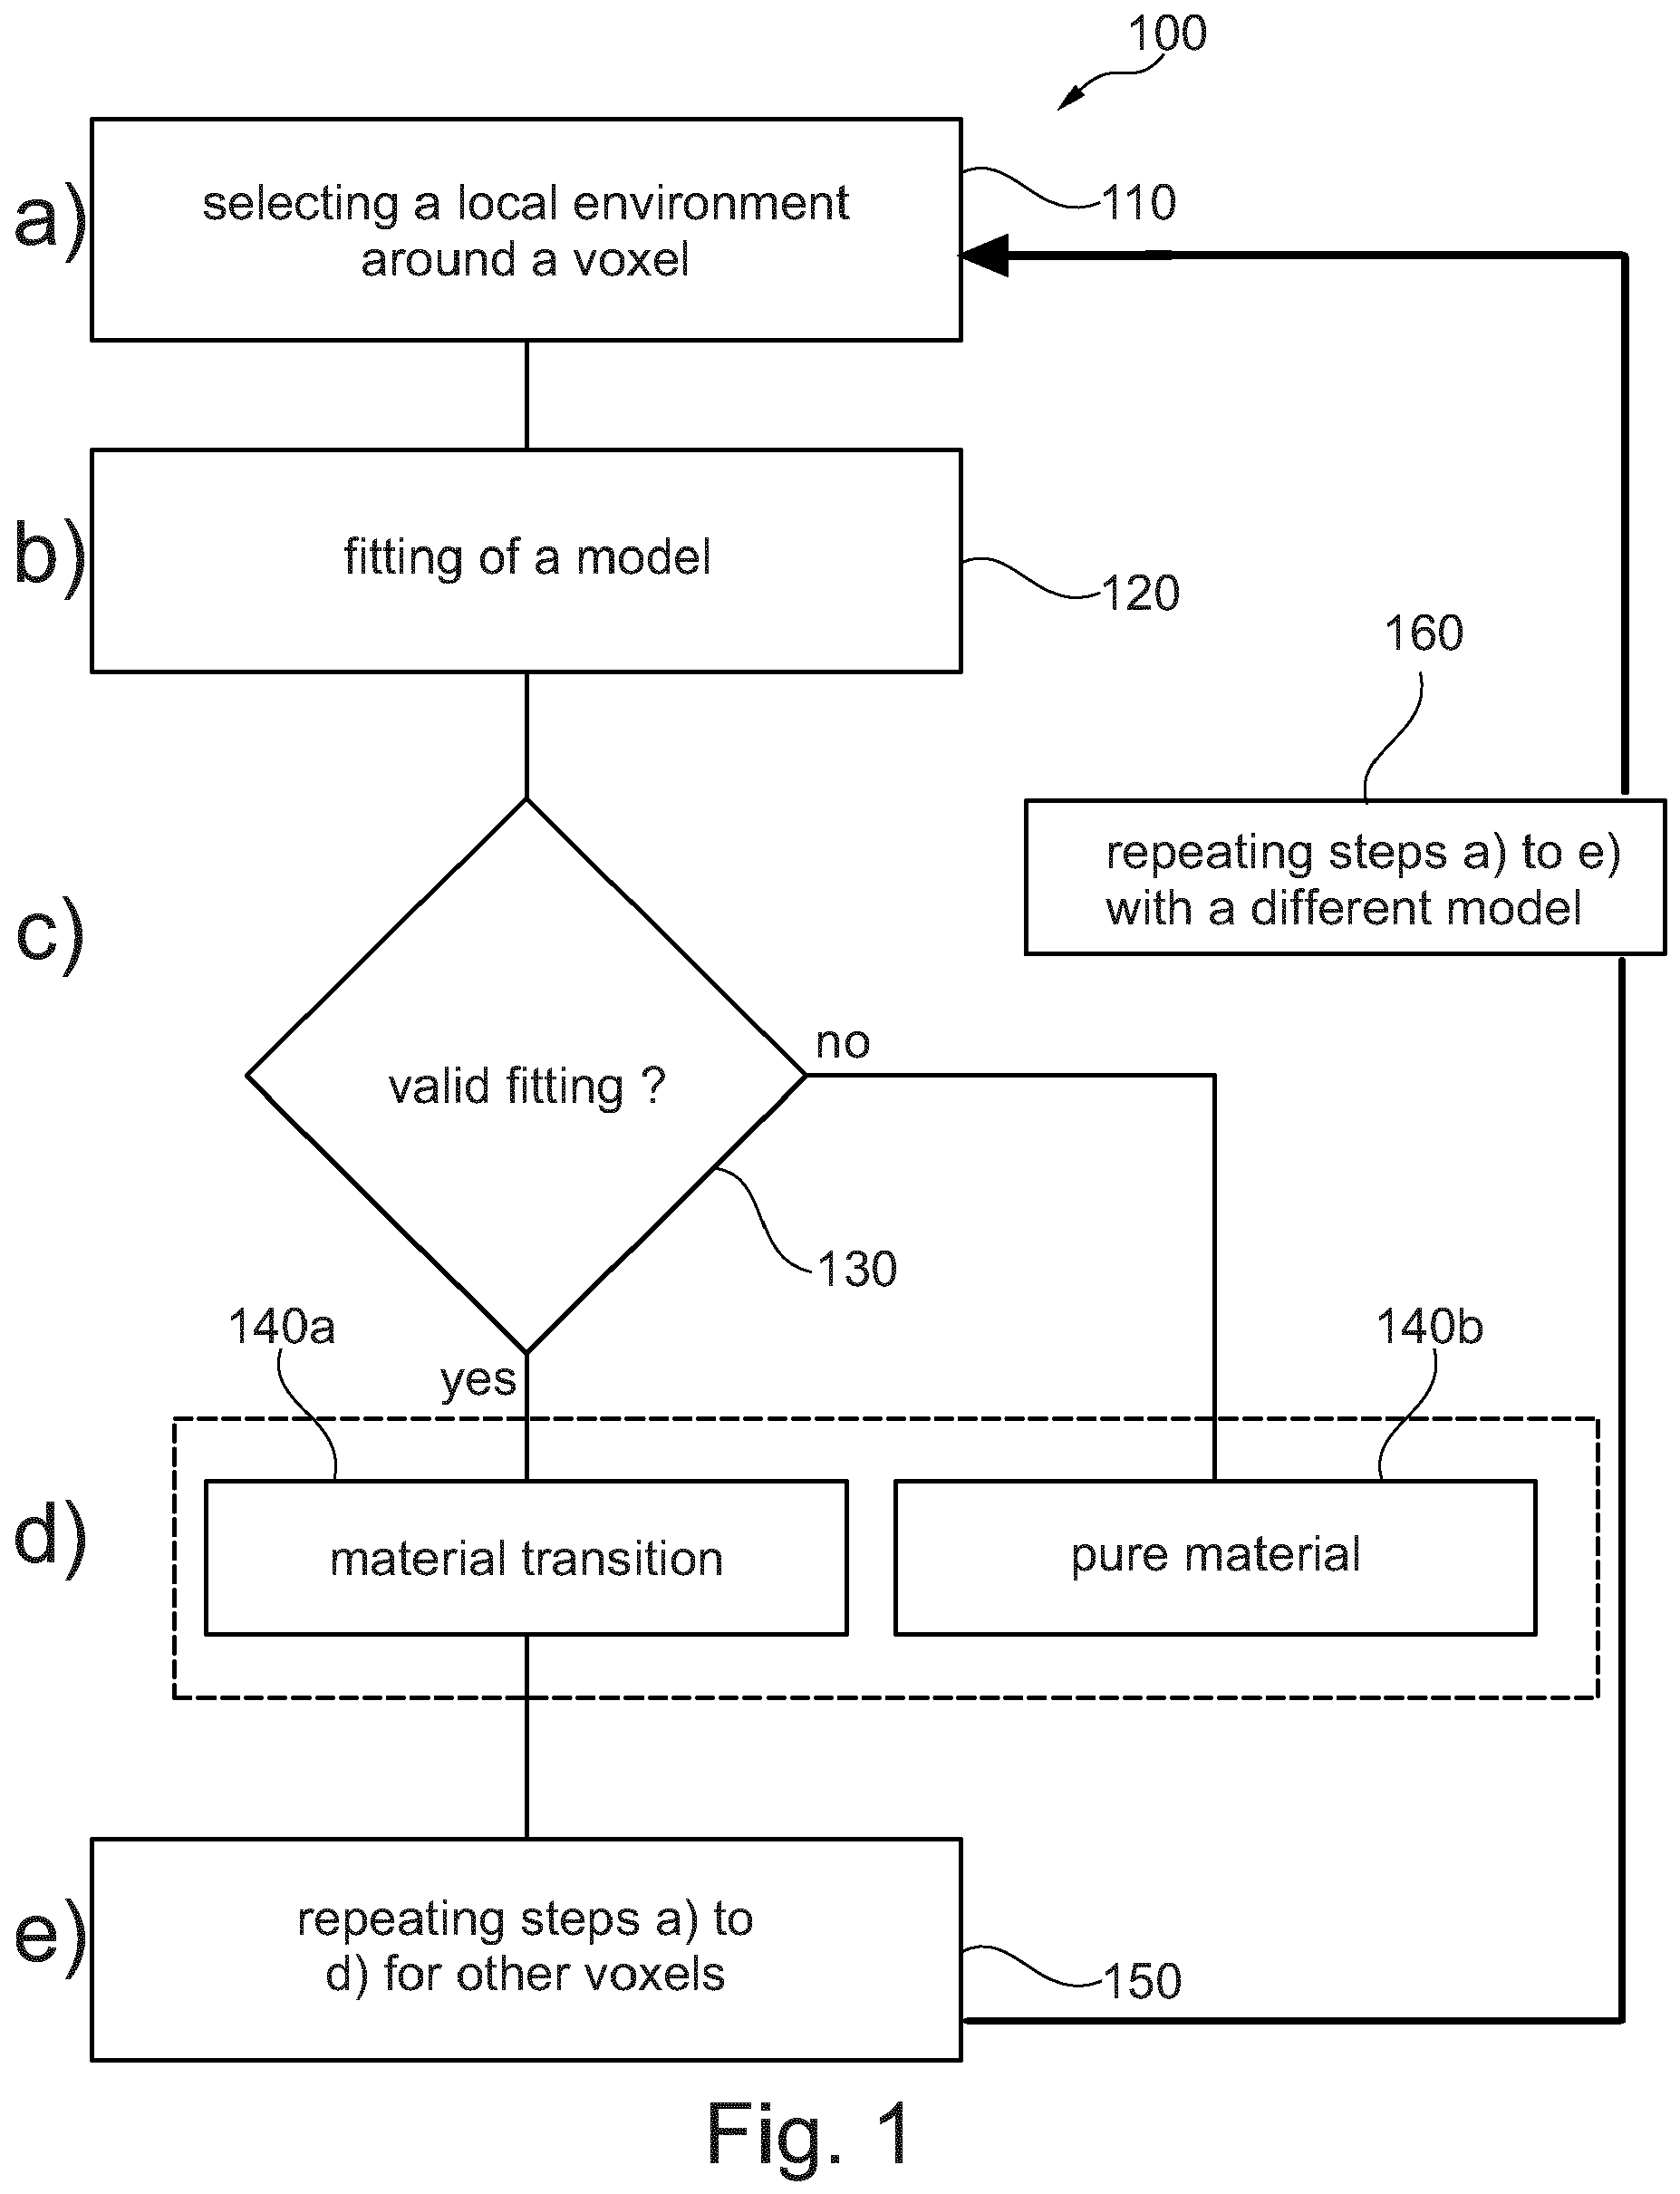 100
a)
selecting a local environment
around a voxel
110
b)
fitting of a model
120
160
repeating steps a) to e)
with a different model
c)
valid fitting ?
no
130
yes
140a
140b
d)
material transition
pure material
e)
repeating steps a) to
d) for other voxels
150
Fig. 1